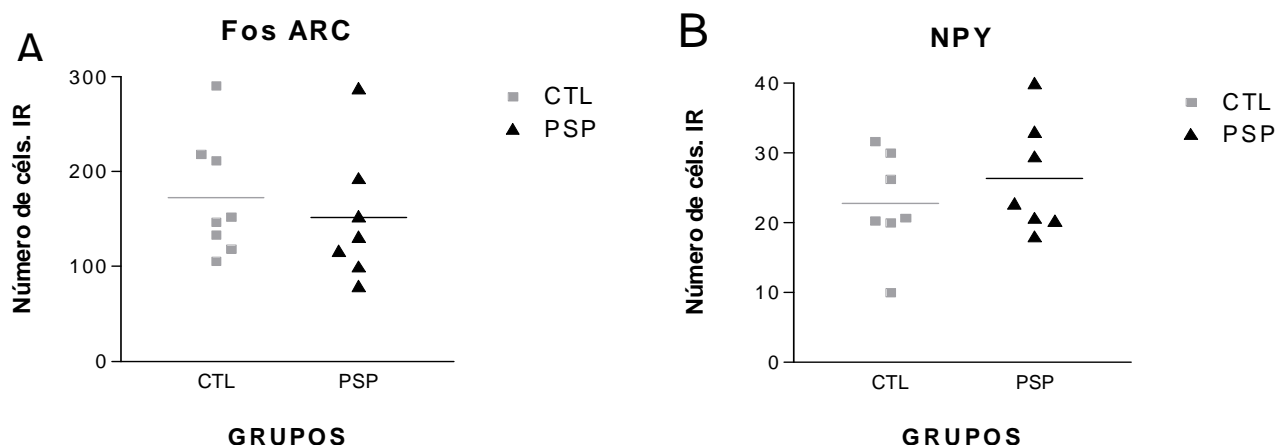 A
Fos ARC
Número de céls. IR
300
200
100
0
CTL
PSP
GRUPOS
CTL
PSP
B
NPY
Número de céls. IR
40
30
20
10
0
CTL
PSP
GRUPOS
CTL
PSP